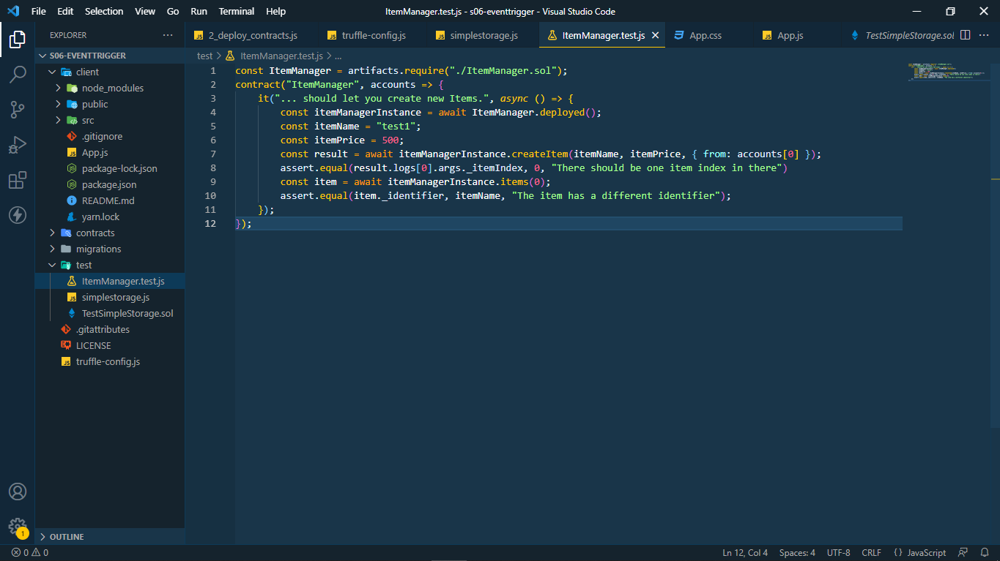 File Edit Selection View Go Run Terminal Help ItemManager.test.js - s06-eventtrigger - Visual Studio Code
EXPLORER
2_deploy_contracts.js truffle-config.js simplestorage.js ItemManager.test.js App.css App.js TestSimpleStorage.sol
S06-EVENTTRIGGER
client
node_modules
public
src
.gitignore
App.js
package-lock.json
package.json
README.md
yarn.lock
contracts
migrations
test
ItemManager.test.js
simplestorage.js
TestSimpleStorage.sol
.gitattributes
LICENSE
truffle-config.js
OUTLINE
test > ItemManager.test.js > ...
1 const ItemManager = artifacts.require("./ItemManager.sol");
2 contract("ItemManager", accounts => {
3 it("... should let you create new Items.", async () => {
4 const itemManagerInstance = await ItemManager.deployed();
5 const itemName = "test1";
6 const itemPrice = 500;
7 const result = await itemManagerInstance.createItem(itemName, itemPrice, { from: accounts[0] });
8 assert.equal(result.logs[0].args._itemIndex, 0, "There should be one item index in there")
9 const item = await itemManagerInstance.items(0);
10 assert.equal(item._identifier, itemName, "The item has a different identifier");
11 });
12 });
1
0 0 Ln 12, Col 4 Spaces: 4 UTF-8 CRLF {} JavaScript